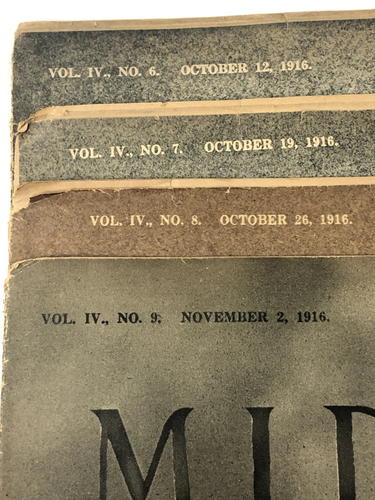 VOL. IV., NO. 6. OCTOBER 12, 1916.
VOL. IV., NO. 7. OCTOBER 19, 1916.
VOL. IV., NO. 8. OCTOBER 26, 1916.
VOL. IV., NO. 9. NOVEMBER 2, 1916.
MID